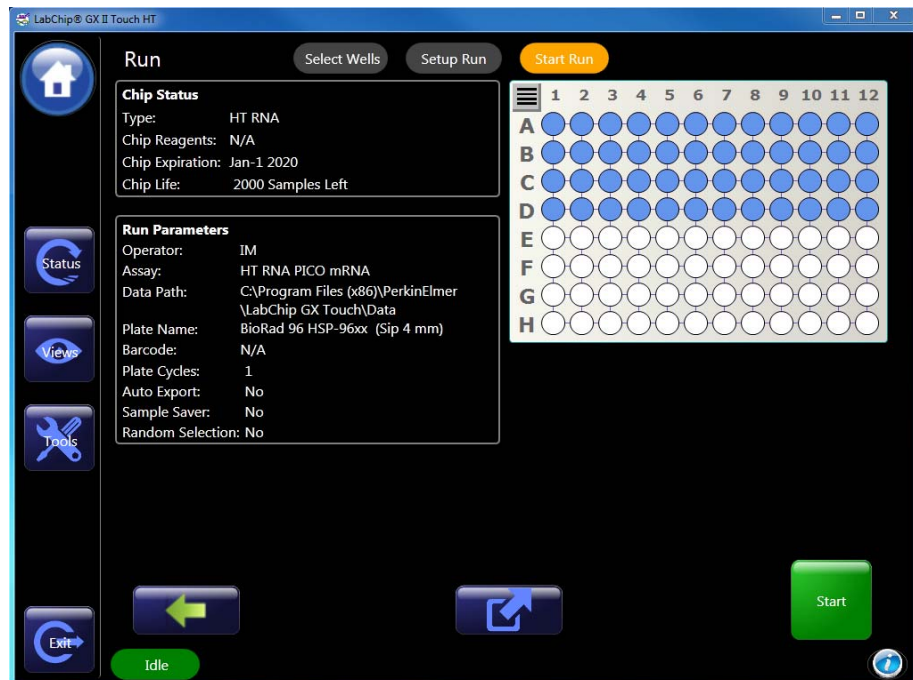 LabChip® GX II Touch HT
Run
Select Wells
Setup Run
Start Run
Chip Status
Type: HT RNA
Chip Reagents: N/A
Chip Expiration: Jan-1 2020
Chip Life: 2000 Samples Left
Run Parameters
Operator: IM
Assay: HT RNA PICO mRNA
Data Path: C:\Program Files (x86)\PerkinElmer
\LabChip GX Touch\Data
Plate Name: BioRad 96 HSP-96xx (Sip 4 mm)
Barcode: N/A
Plate Cycles: 1
Auto Export: No
Sample Saver: No
Random Selection: No
1 2 3 4 5 6 7 8 9 10 11 12
A
B
C
D
E
F
G
H
Status
Views
Tools
Exit
Start
Idle